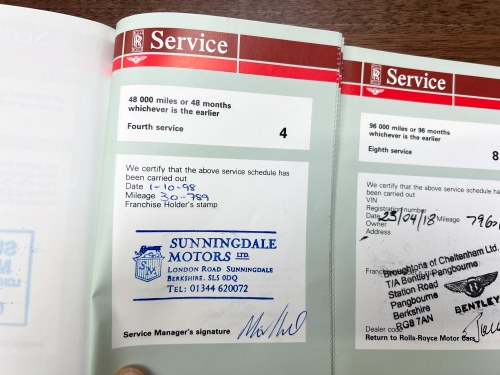 Service
48 000 miles or 48 months
whichever is the earlier
Fourth service
4
We certify that the above service schedule has
been carried out
Date 1-10-98
Mileage 30-789
Franchise Holder's stamp
SUNNINGDALE
MOTORS LTD.
LONDON ROAD SUNNINGDALE
BERKSHIRE. SL5 0DQ
TEL: 01344 620072
SM
Service Manager's signature
Service
96 000 miles or 96 months
whichever is the earlier
Eighth service
8
We certify that the above service schedule has
been carried out
VIN
Registration number
Date 25/04/18 Mileage
Owner
Address
Broughtons of Cheltenham Ltd.
T/A Bentley Pangbourne
Station Road
Pangbourne
Berkshire
RG8 7AN
BENTLEY
Dealer code
Return to Rolls-Royce Motor Cars